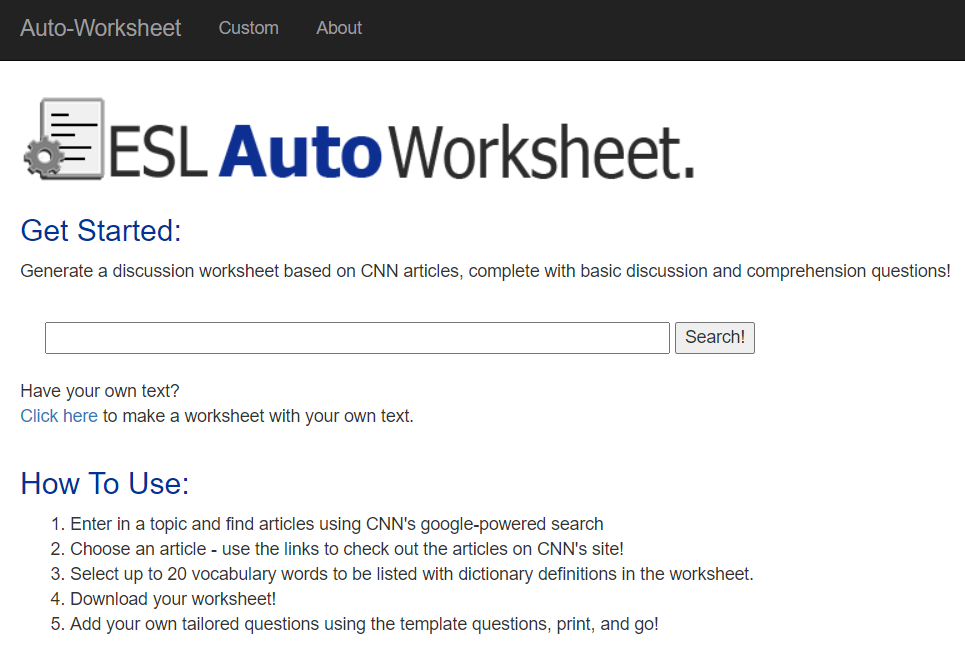 Auto-Worksheet Custom About
ESL AutoWorksheet.
Get Started:
Generate a discussion worksheet based on CNN articles, complete with basic discussion and comprehension questions!
Search!
Have your own text?
Click here to make a worksheet with your own text.
How To Use:
1. Enter in a topic and find articles using CNN's google-powered search
2. Choose an article - use the links to check out the articles on CNN's site!
3. Select up to 20 vocabulary words to be listed with dictionary definitions in the worksheet.
4. Download your worksheet!
5. Add your own tailored questions using the template questions, print, and go!